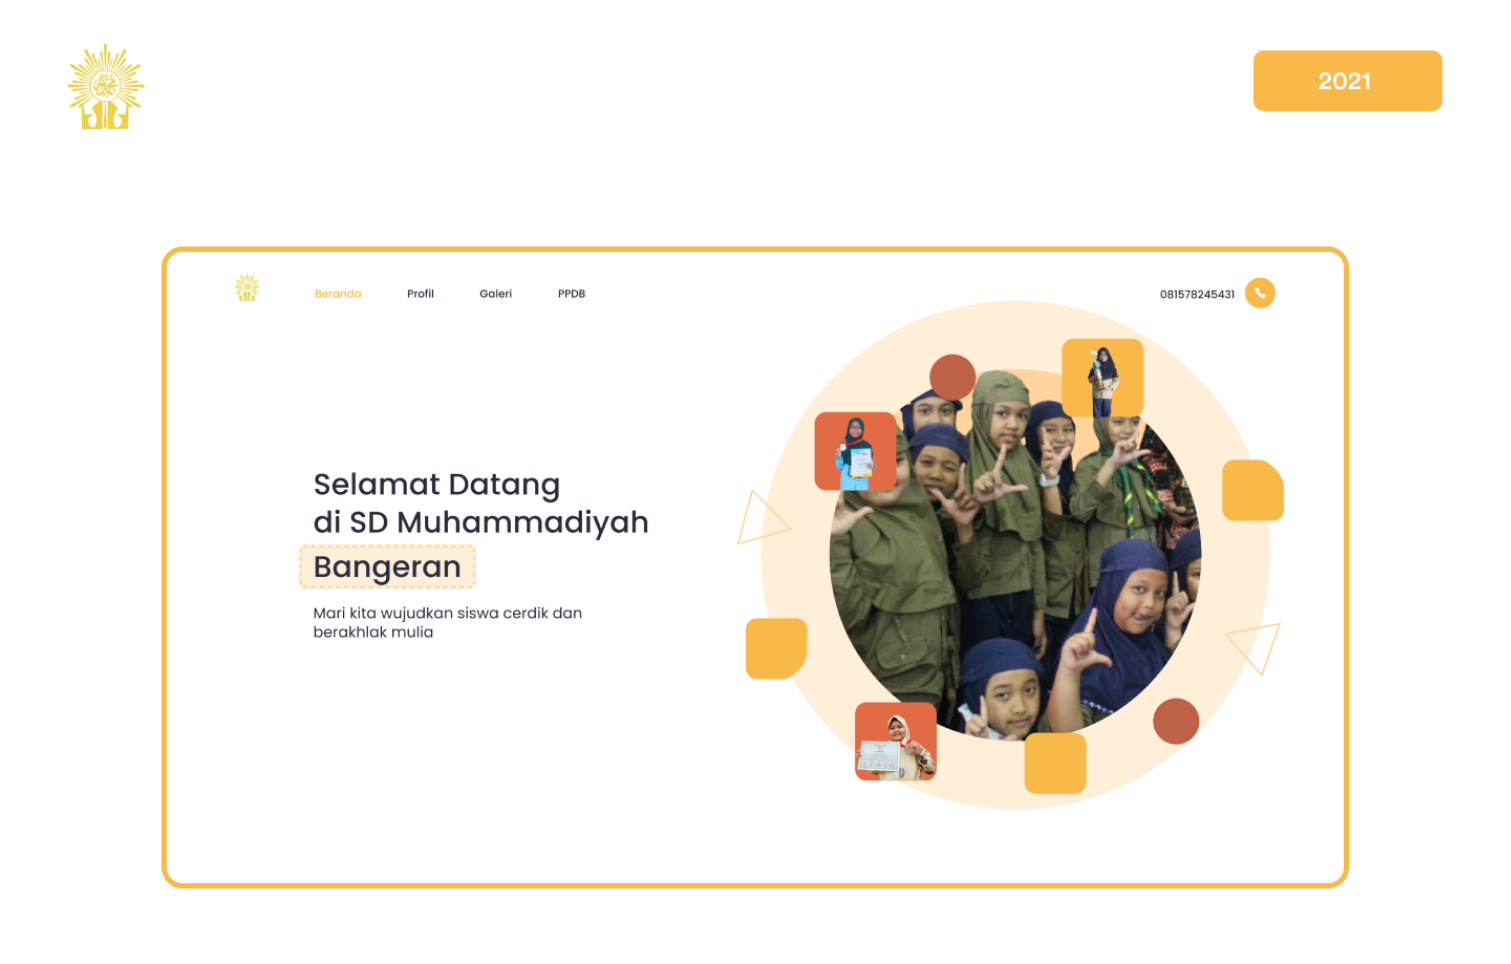 2021
Beranda Profil Galeri PPDB 081578245431
Selamat Datang
di SD Muhammadiyah
Bangeran
Mari kita wujudkan siswa cerdik dan
berakhlak mulia